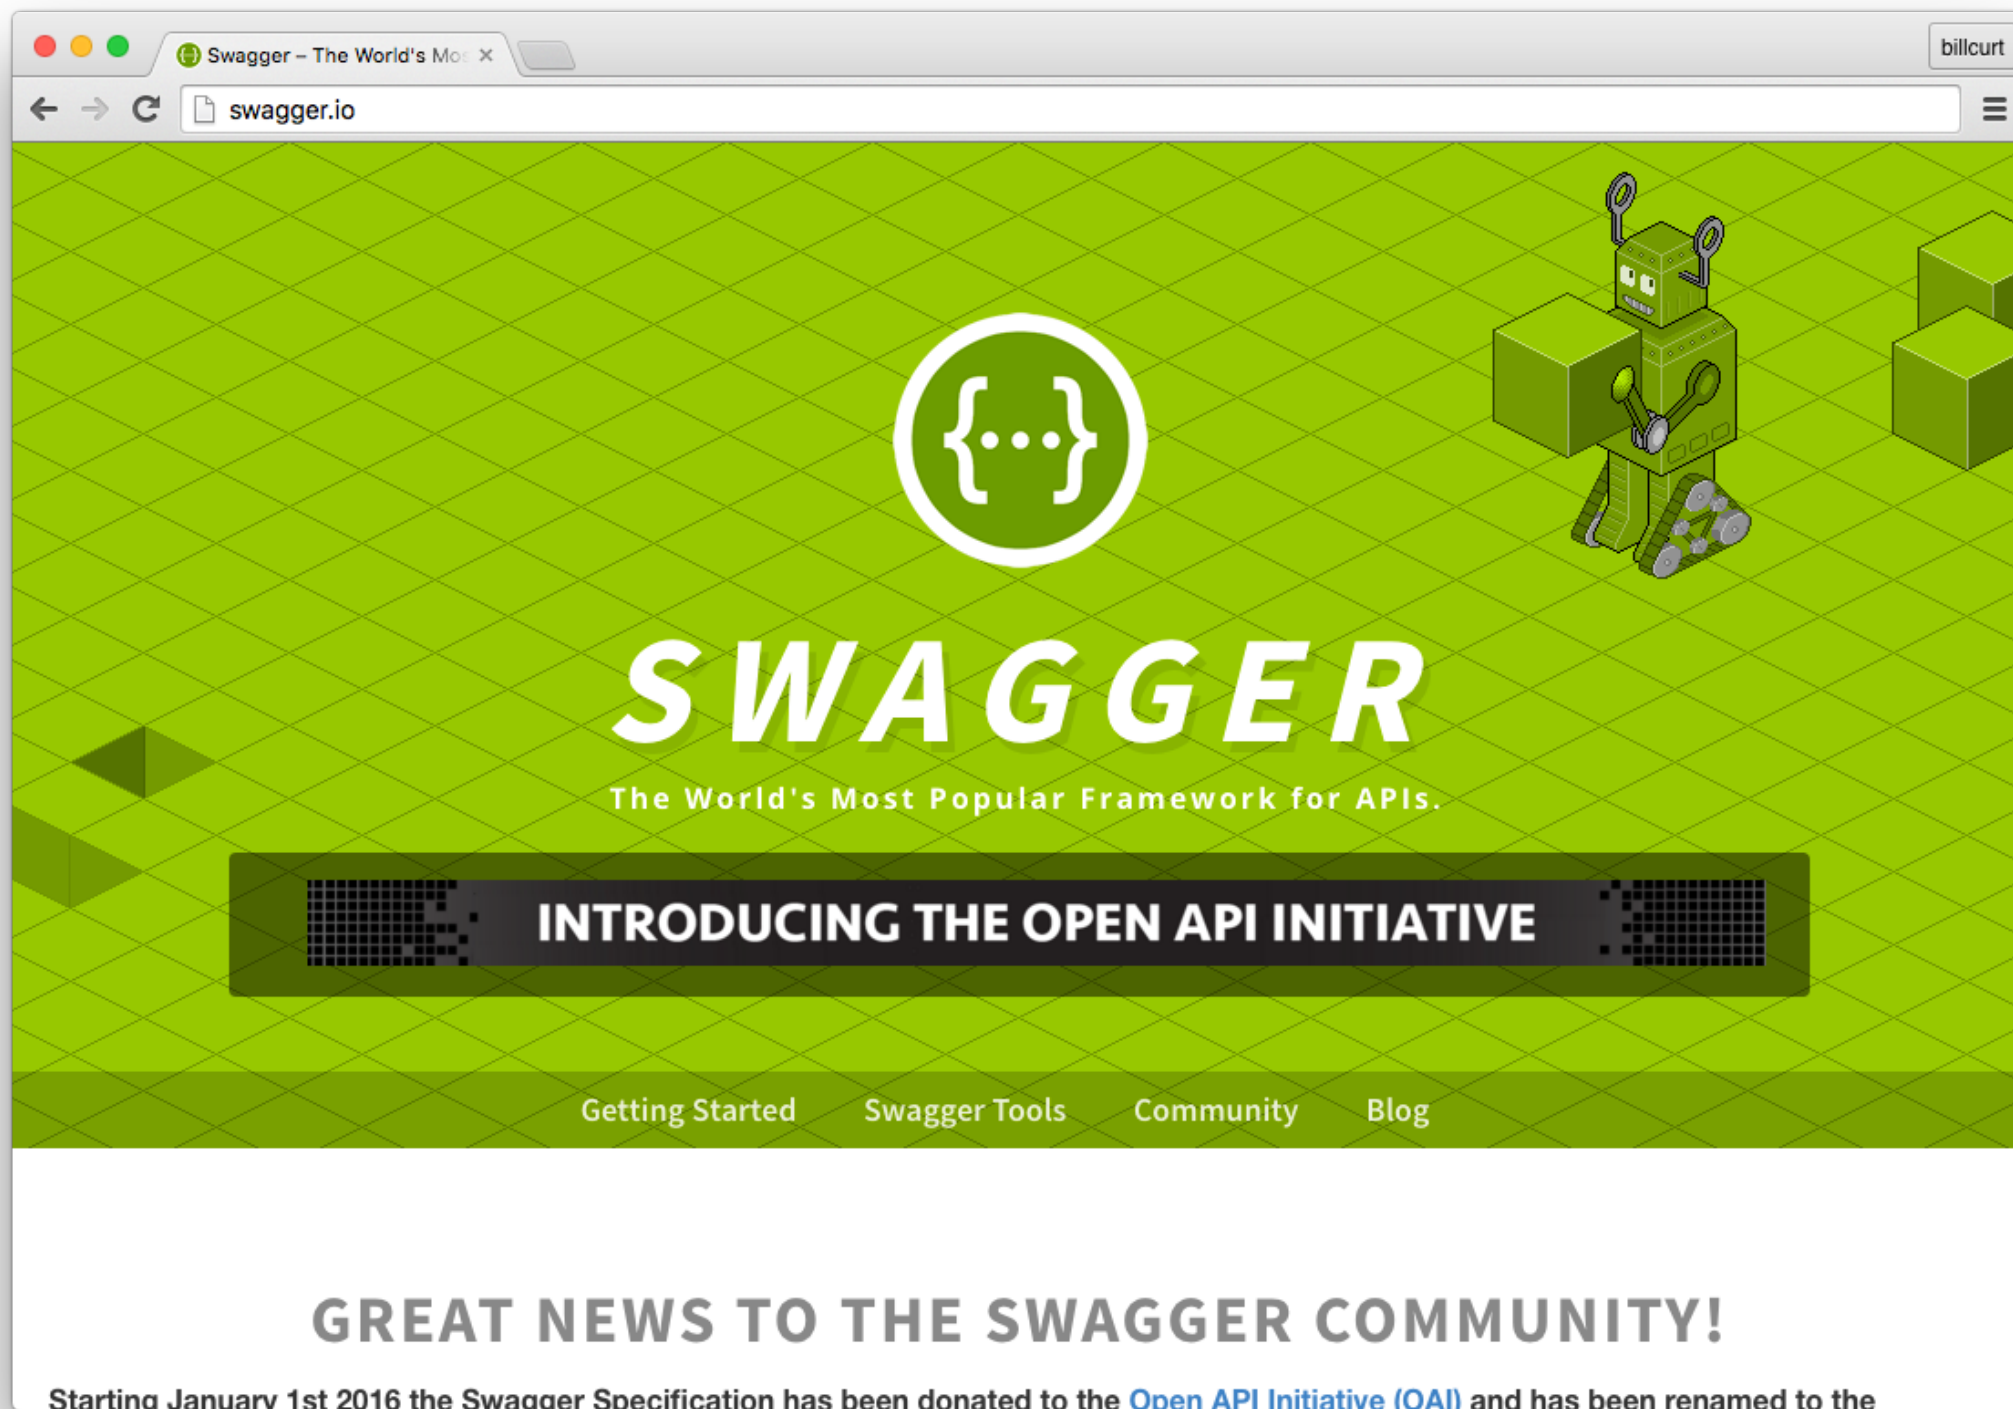 Swagger – The World's Mos
billcurt
swagger.io
{···}
SWAGGER
The World's Most Popular Framework for APIs.
INTRODUCING THE OPEN API INITIATIVE
Getting Started Swagger Tools Community Blog
GREAT NEWS TO THE SWAGGER COMMUNITY!
Starting January 1st 2016 the Swagger Specification has been donated to the Open API Initiative (OAI) and has been renamed to the